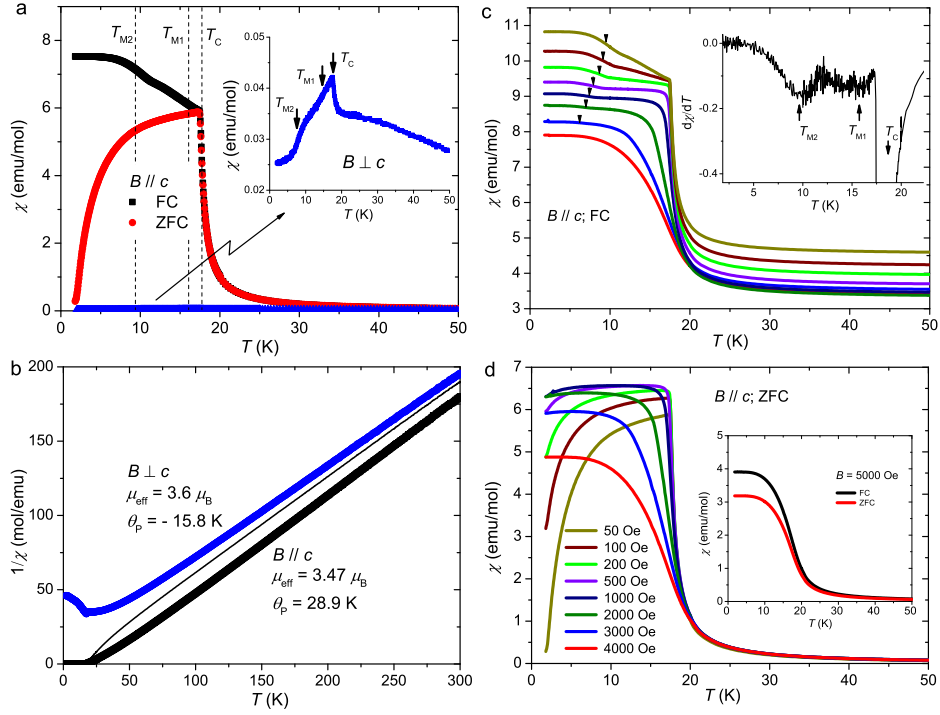 a
T_M2 T_M1 T_C
8
6
4
2
0
χ (emu/mol)
0 10 20 30 40 50
T (K)
B // c
FC
ZFC
0.05
0.04
0.03
0.02
χ (emu/mol)
T_M2
T_M1
T_C
B ⊥ c
0 10 20 30 40 50
T (K)
c
11
10
9
8
7
6
5
4
3
χ (emu/mol)
B // c; FC
0 5 10 15 20 25 30 35 40 45 50
T (K)
0.0
-0.2
-0.4
dχ/dT
T_M2
T_M1
T_C
5 10 15 20
T (K)
b
200
150
100
50
0
1/χ (mol/emu)
B ⊥ c
μ_eff = 3.6 μ_B
θ_P = - 15.8 K
B // c
μ_eff = 3.47 μ_B
θ_P = 28.9 K
0 50 100 150 200 250 300
T (K)
d
7
6
5
4
3
2
1
0
χ (emu/mol)
B // c; ZFC
50 Oe
100 Oe
200 Oe
500 Oe
1000 Oe
2000 Oe
3000 Oe
4000 Oe
0 10 20 30 40 50
T (K)
5
4
3
2
1
0
χ (emu/mol)
B = 5000 Oe
FC
ZFC
0 10 20 30 40 50
T (K)